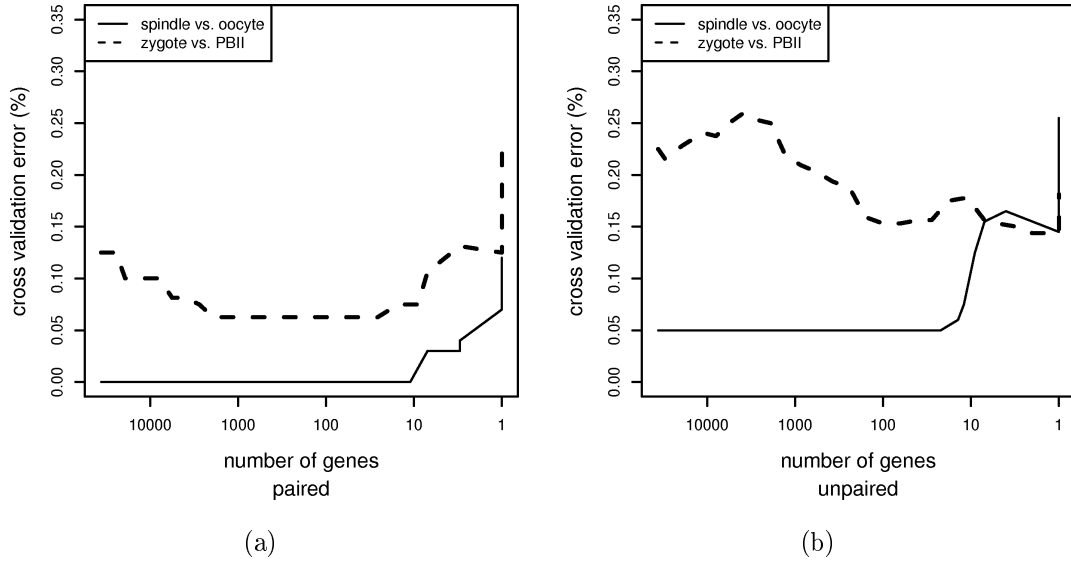 spindle vs. oocyte
zygote vs. PBII
cross validation error (%)
0.00
0.05
0.10
0.15
0.20
0.25
0.30
0.35
10000
1000
100
10
1
number of genes
paired
(a)
spindle vs. oocyte
zygote vs. PBII
cross validation error (%)
0.00
0.05
0.10
0.15
0.20
0.25
0.30
0.35
10000
1000
100
10
1
number of genes
unpaired
(b)